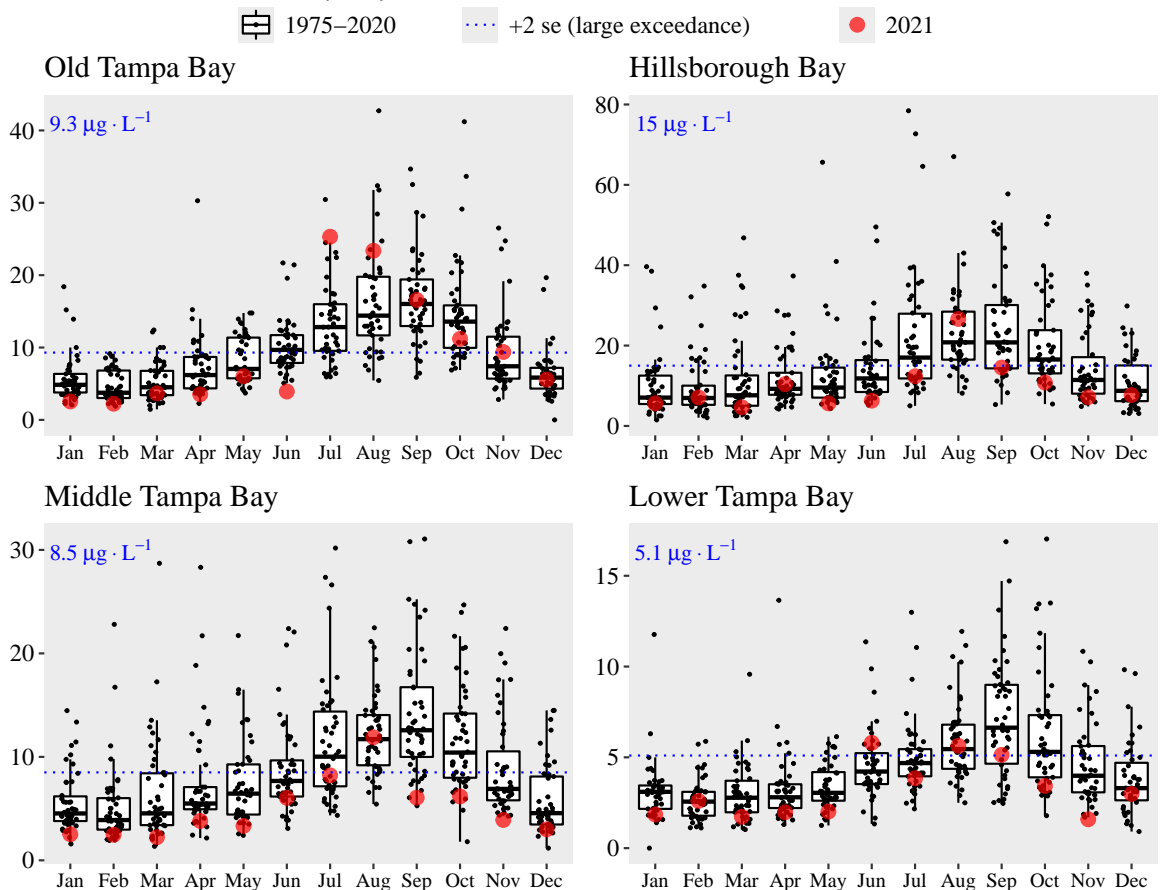 1975−2020 +2 se (large exceedance) 2021
Old Tampa Bay
9.3 μg · L⁻¹
40
30
20
10
0
Jan Feb Mar Apr May Jun Jul Aug Sep Oct Nov Dec
Hillsborough Bay
15 μg · L⁻¹
80
60
40
20
0
Jan Feb Mar Apr May Jun Jul Aug Sep Oct Nov Dec
Middle Tampa Bay
8.5 μg · L⁻¹
30
20
10
0
Jan Feb Mar Apr May Jun Jul Aug Sep Oct Nov Dec
Lower Tampa Bay
5.1 μg · L⁻¹
15
10
5
0
Jan Feb Mar Apr May Jun Jul Aug Sep Oct Nov Dec